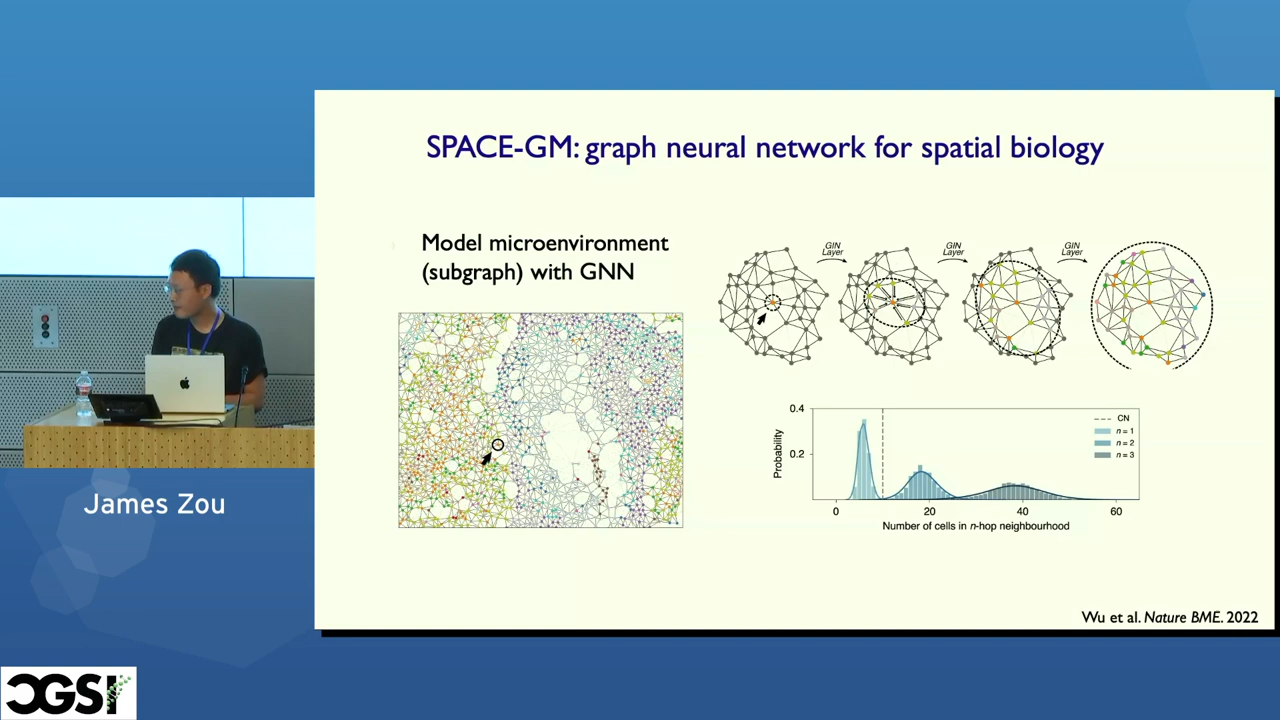 SPACE-GM: graph neural network for spatial biology
Model microenvironment
(subgraph) with GNN
GIN
Layer
GIN
Layer
GIN
Layer
0.4
0.2
Probability
CN
n = 1
n = 2
n = 3
0
20
40
60
Number of cells in n-hop neighbourhood
Wu et al. Nature BME. 2022
James Zou
CGSI